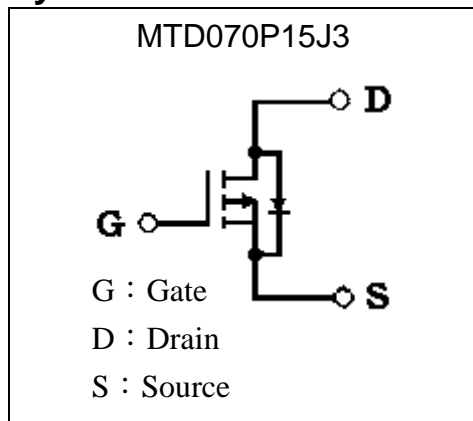 MTD070P15J3
D
G
S
G：Gate
D：Drain
S：Source